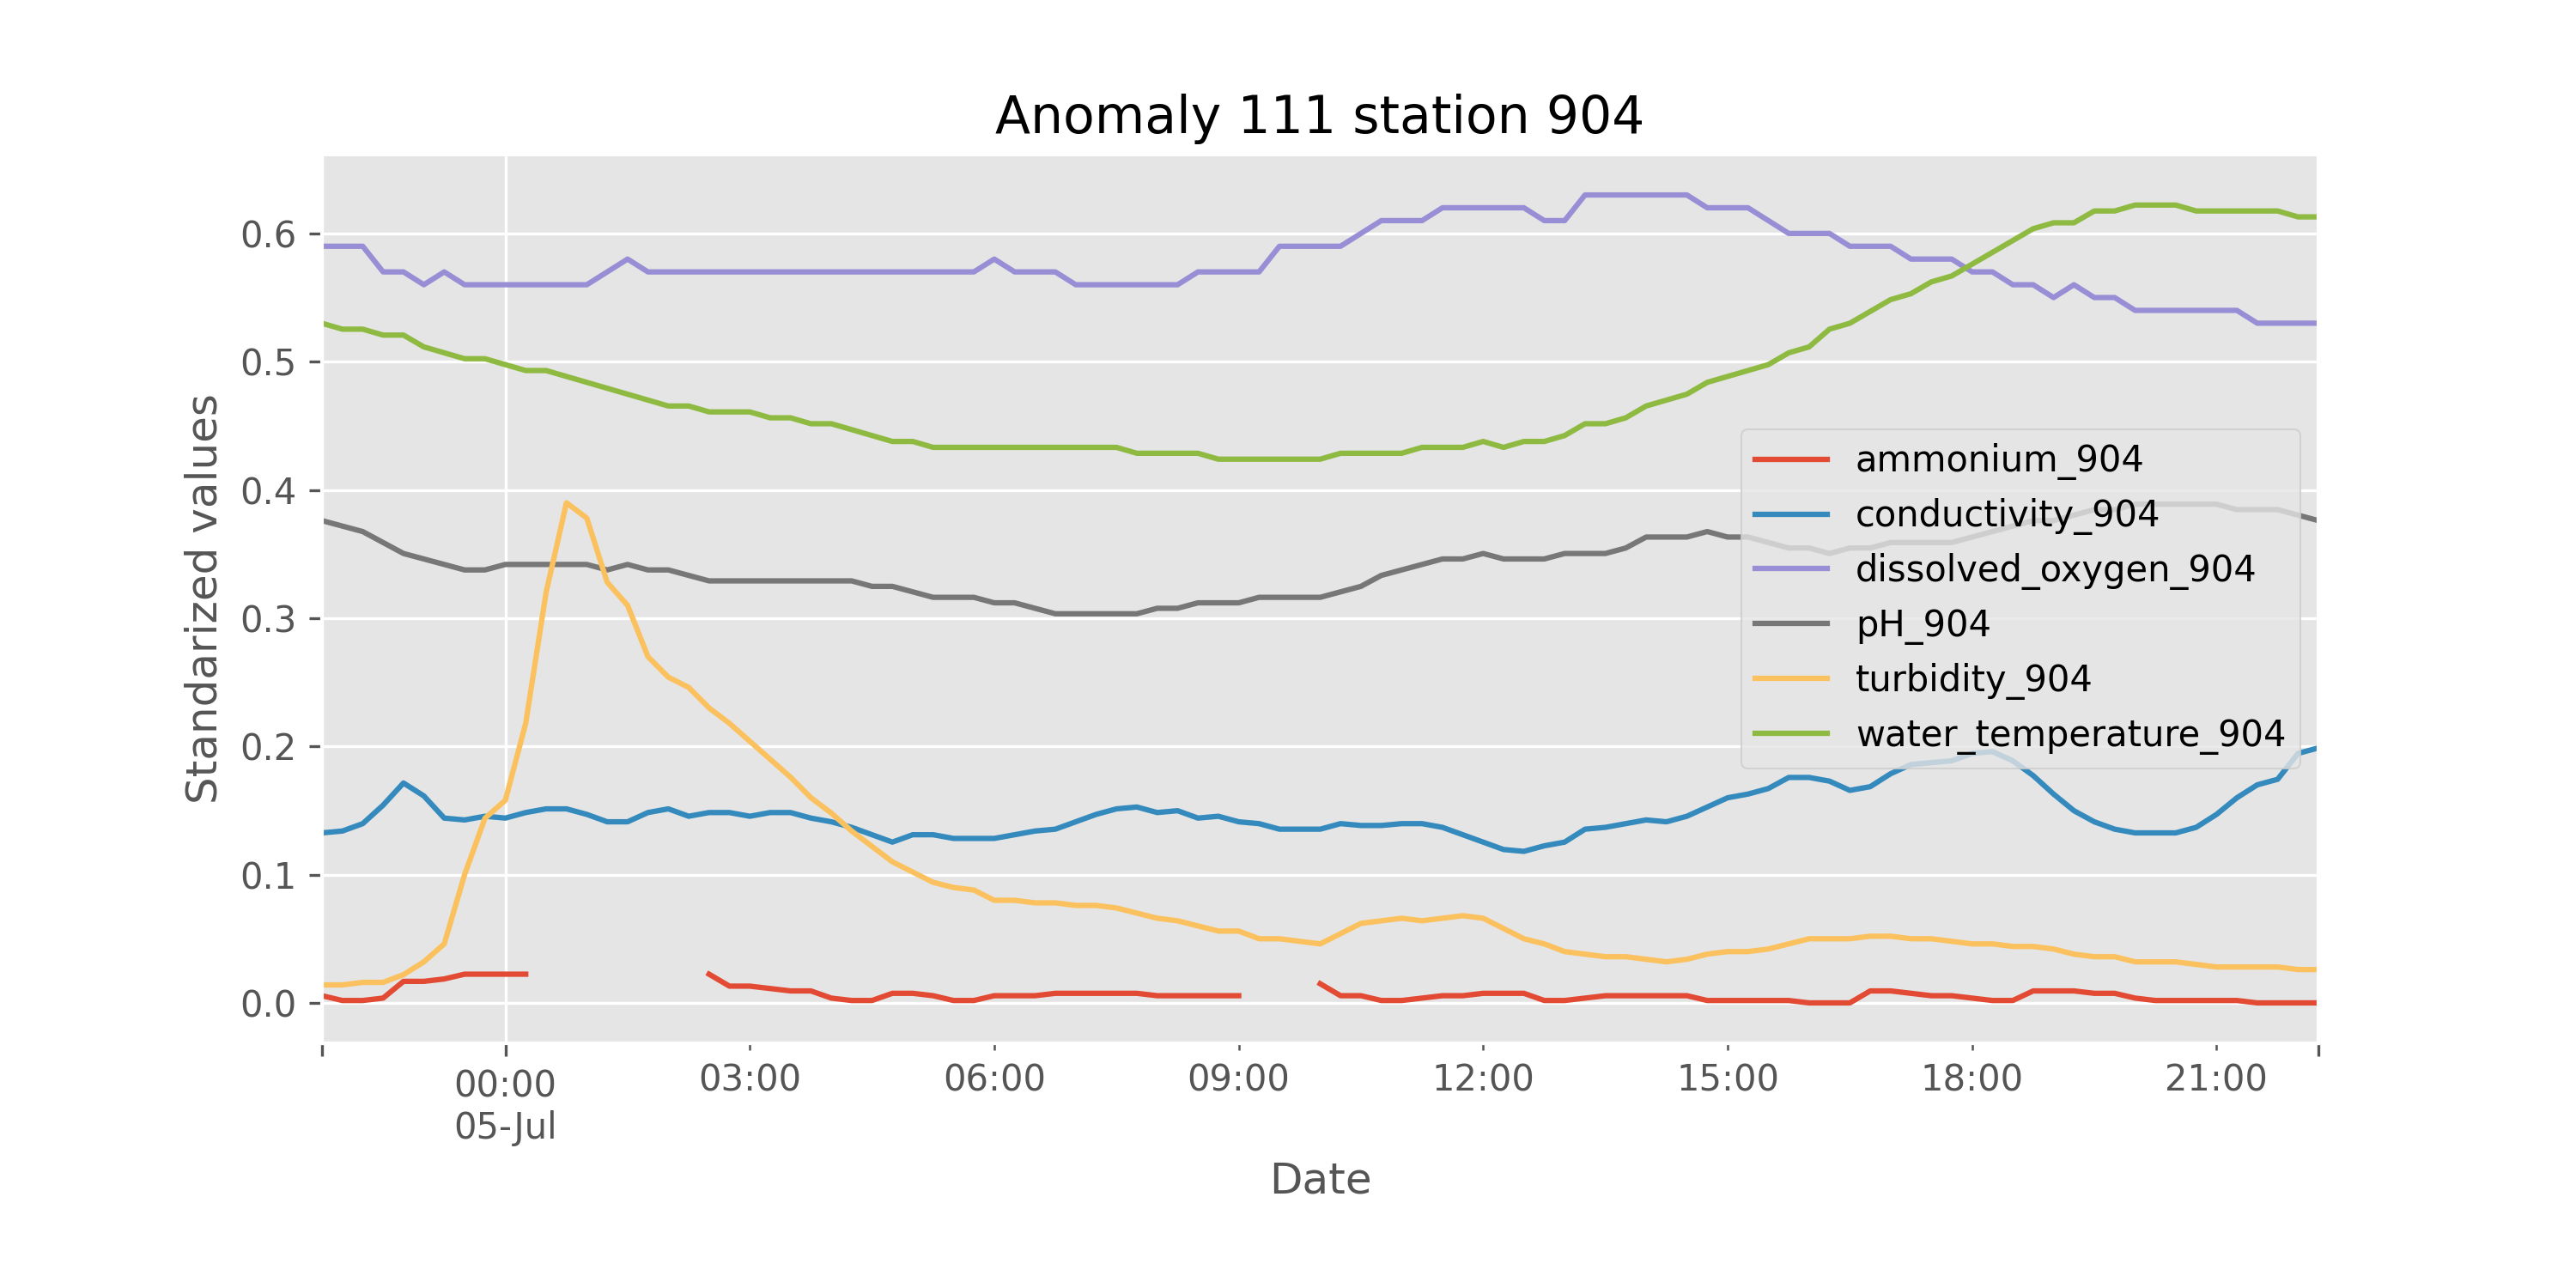 Anomaly 111 station 904
Standarized values
0.6
0.5
0.4
0.3
0.2
0.1
0.0
ammonium_904
conductivity_904
dissolved_oxygen_904
pH_904
turbidity_904
water_temperature_904
00:00
05-Jul
03:00
06:00
09:00
12:00
15:00
18:00
21:00
Date